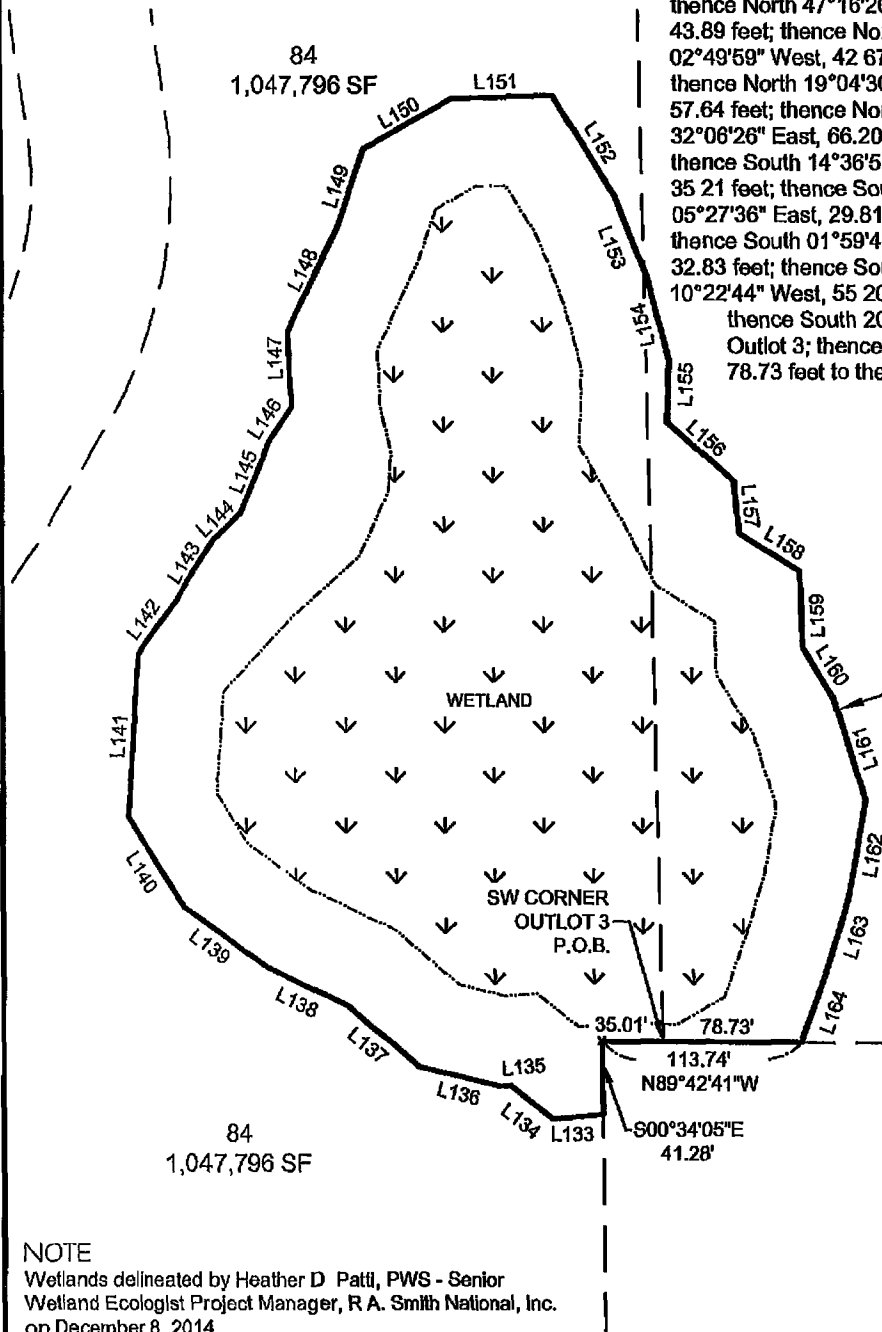 thence North 47°16'26
43.89 feet; thence No
02°49'59" West, 42 67
thence North 19°04'30
57.64 feet; thence No
32°06'26" East, 66.20
thence South 14°36'5
35 21 feet; thence Sou
05°27'36" East, 29.81
thence South 01°59'4
32.83 feet; thence Sou
10°22'44" West, 55 20
thence South 20
Outlot 3; thence
78.73 feet to the
84
1,047,796 SF
L151
L150
L152
L149
L153
L148
L154
L147
L155
L146
L156
L145
L157
L144
L158
L143
L159
L142
L160
WETLAND
L141
L161
L162
L140
SW CORNER
OUTLOT 3
P.O.B.
L163
L139
L138
L164
35.01' 78.73'
L137
113.74'
N89°42'41"W
L135
L136
L134
L133
S00°34'05"E
41.28'
84
1,047,796 SF
NOTE
Wetlands delineated by Heather D Patti, PWS - Senior
Wetland Ecologist Project Manager, R A. Smith National, Inc.
on December 8, 2014